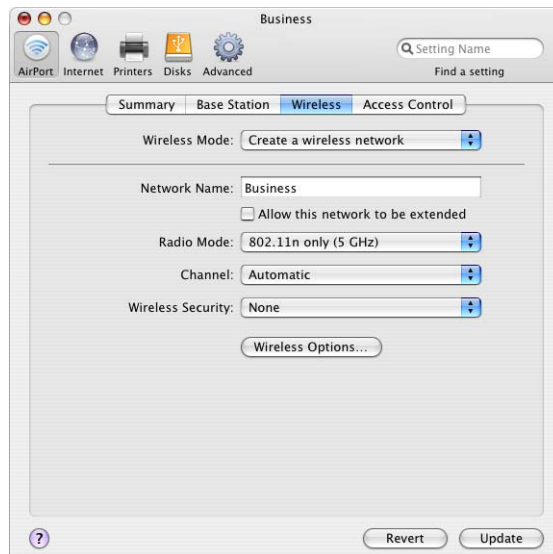 Business
Setting Name
AirPort Internet Printers Disks Advanced
Find a setting
Summary Base Station Wireless Access Control
Wireless Mode: Create a wireless network
Network Name: Business
Allow this network to be extended
Radio Mode: 802.11n only (5 GHz)
Channel: Automatic
Wireless Security: None
Wireless Options...
? Revert Update